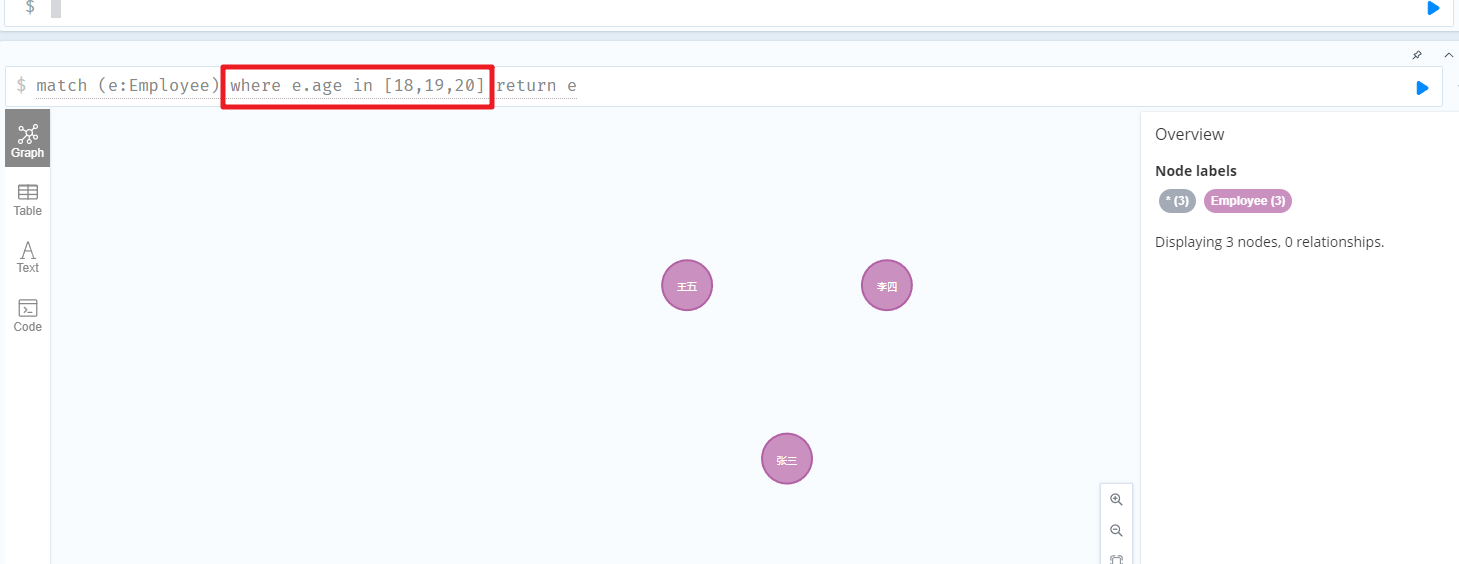 $
$ match (e:Employee) where e.age in [18,19,20] return e
Graph
Table
A
Text
Code
王五
李四
张三
Overview
Node labels
* (3) Employee (3)
Displaying 3 nodes, 0 relationships.